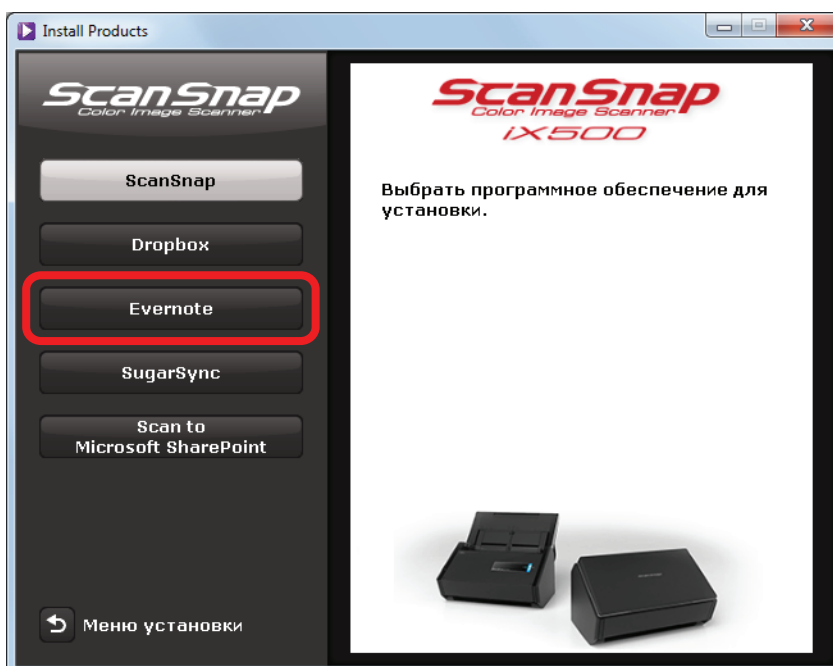 Install Products
ScanSnap
Color Image Scanner
ScanSnap
Dropbox
Evernote
SugarSync
Scan to
Microsoft SharePoint
Меню установки
ScanSnap
Color Image Scanner
iX500
Выбрать программное обеспечение для
установки.